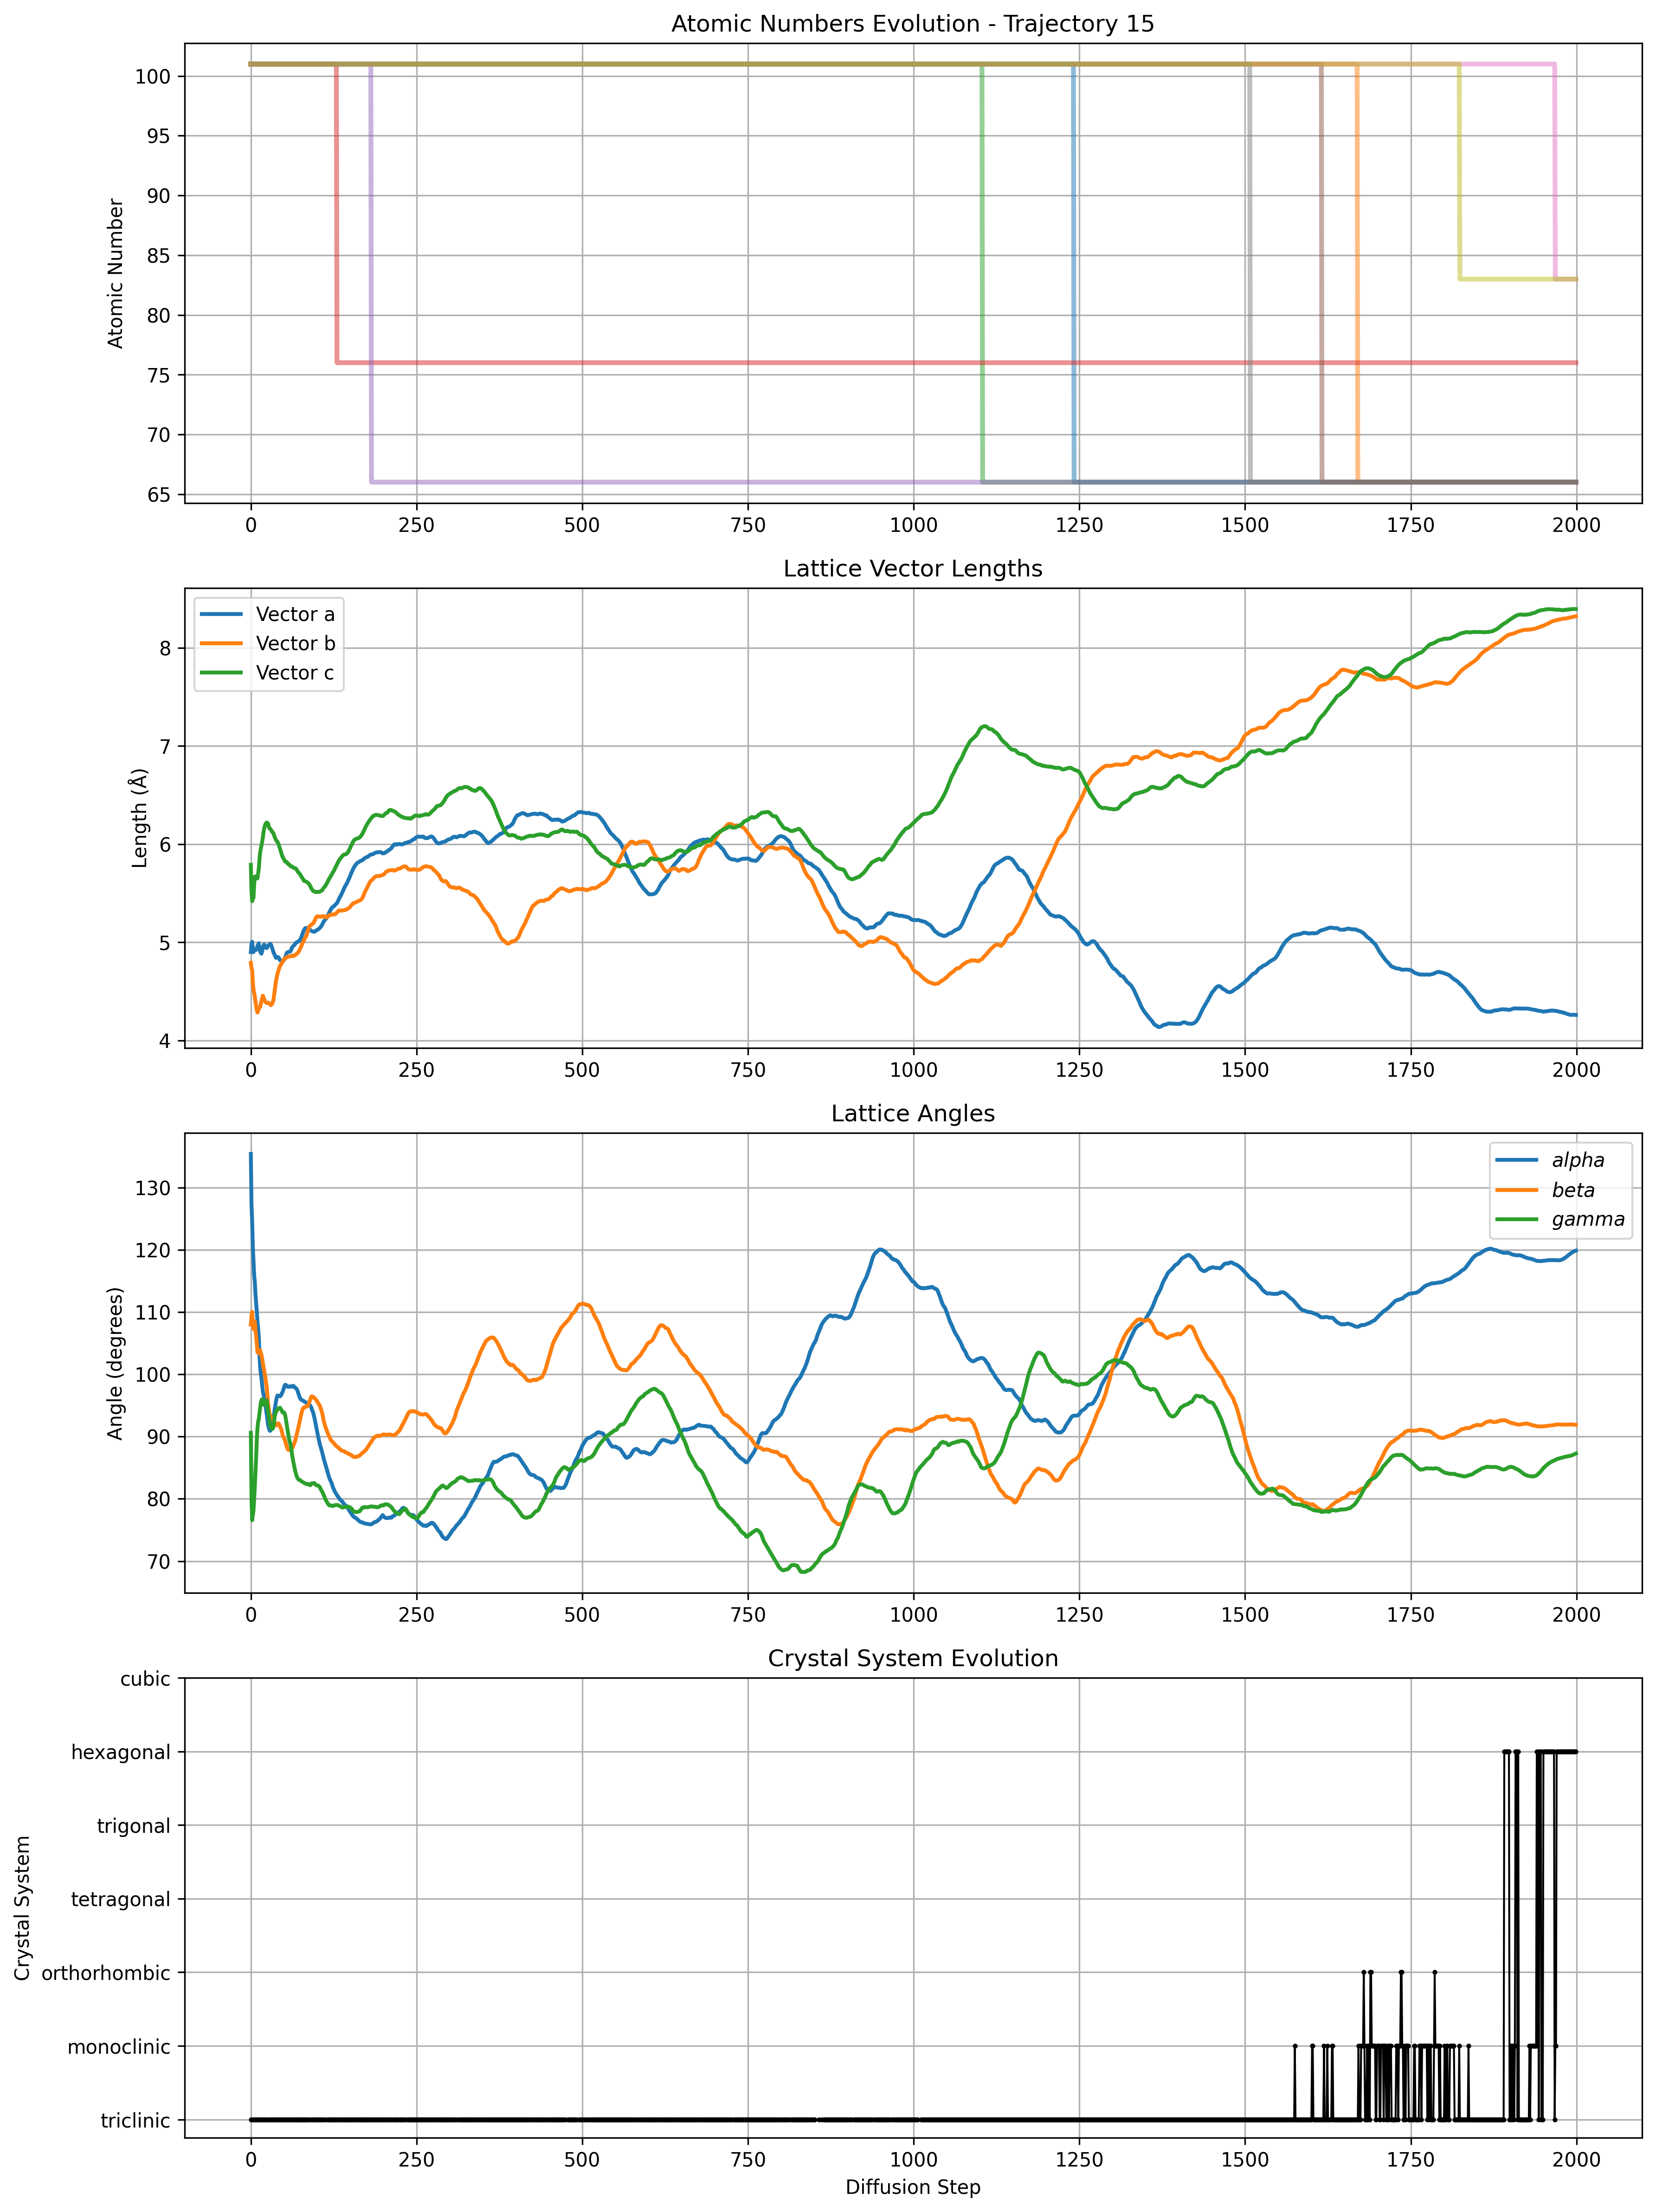 Atomic Numbers Evolution - Trajectory 15
Atomic Number
100
95
90
85
80
75
70
65
0 250 500 750 1000 1250 1500 1750 2000
Lattice Vector Lengths
Length (Å)
Vector a
Vector b
Vector c
8
7
6
5
4
0 250 500 750 1000 1250 1500 1750 2000
Lattice Angles
Angle (degrees)
alpha
beta
gamma
130
120
110
100
90
80
70
0 250 500 750 1000 1250 1500 1750 2000
Crystal System Evolution
Crystal System
cubic
hexagonal
trigonal
tetragonal
orthorhombic
monoclinic
triclinic
0 250 500 750 1000 1250 1500 1750 2000
Diffusion Step